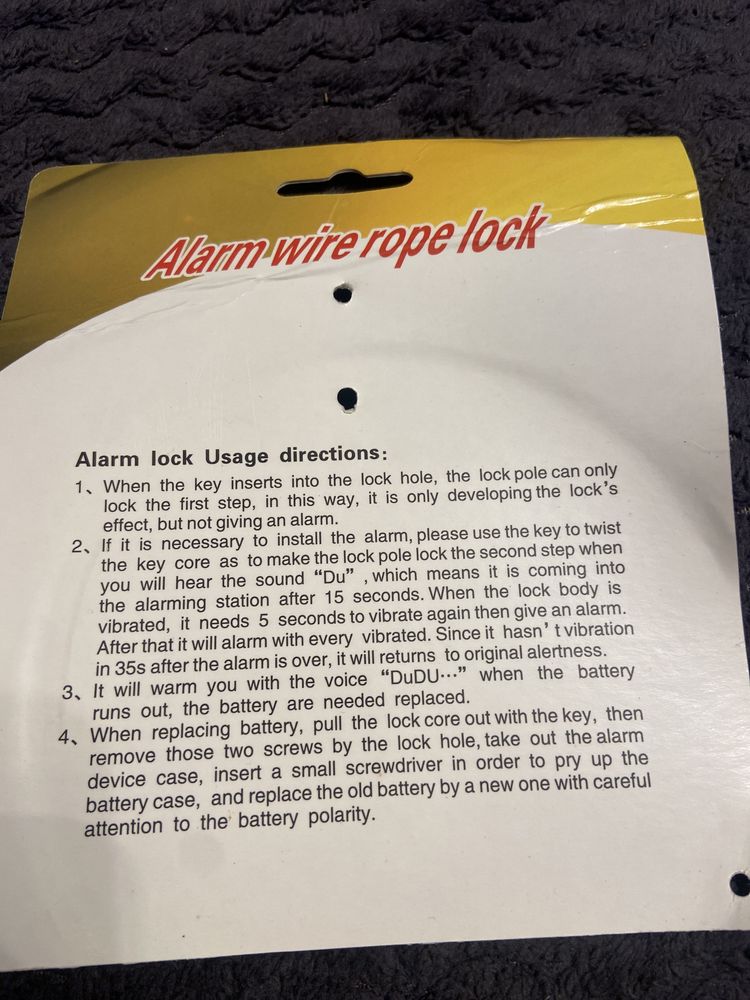 Alarm wire rope lock
Alarm lock Usage directions:
1、When the key inserts into the lock hole, the lock pole can only
lock the first step, in this way, it is only developing the lock's
effect, but not giving an alarm.
2、If it is necessary to install the alarm, please use the key to twist
the key core as to make the lock pole lock the second step when
you will hear the sound “Du” , which means it is coming into
the alarming station after 15 seconds. When the lock body is
vibrated, it needs 5 seconds to vibrate again then give an alarm.
After that it will alarm with every vibrated. Since it hasn' t vibration
in 35s after the alarm is over, it will returns to original alertness.
3、It will warm you with the voice “DuDU···” when the battery
runs out, the battery are needed replaced.
4、When replacing battery, pull the lock core out with the key, then
remove those two screws by the lock hole, take out the alarm
device case, insert a small screwdriver in order to pry up the
battery case, and replace the old battery by a new one with careful
attention to the battery polarity.